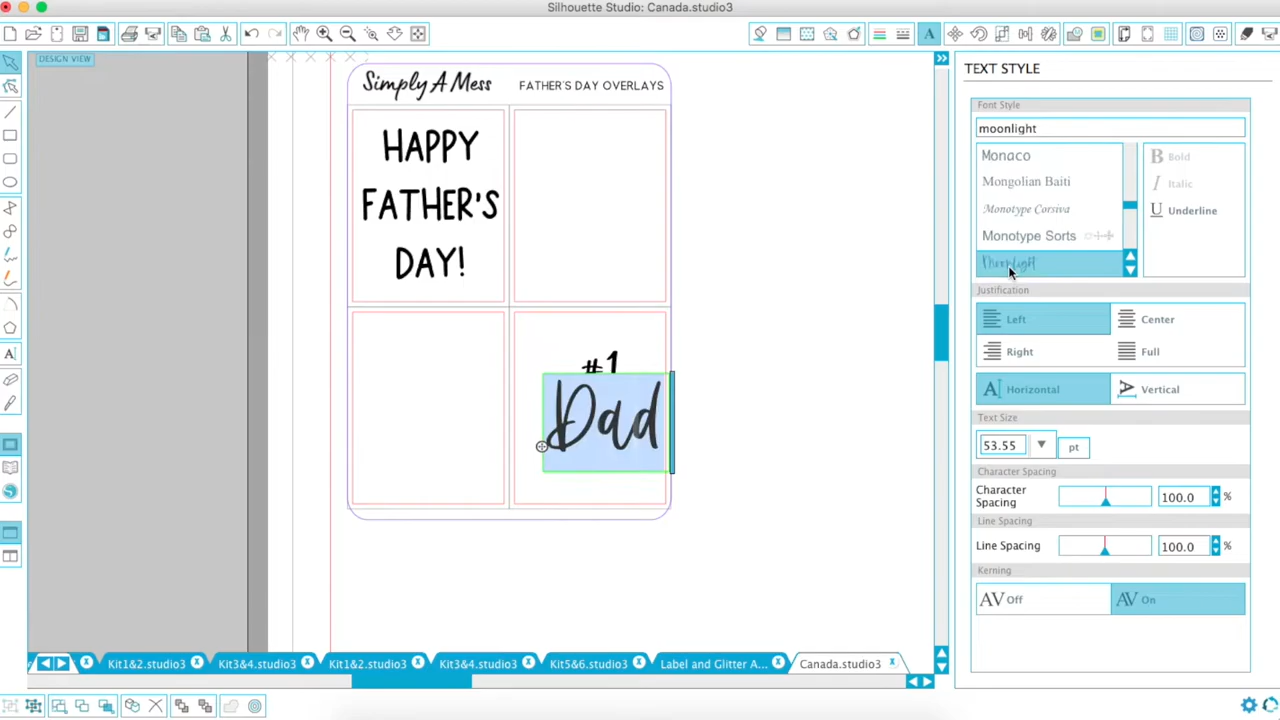 Silhouette Studio: Canada.studio3
DESIGN VIEW
TEXT STYLE
Simply A Mess
FATHER'S DAY OVERLAYS
HAPPY
FATHER'S
DAY!
#1
Dad
Font Style
moonlight
Monaco
Mongolian Baiti
Monotype Corsiva
Monotype Sorts
Moonlight
B Bold
I Italic
U Underline
Justification
Left
Center
Right
Full
Horizontal
Vertical
Text Size
53.55
pt
Character Spacing
Character
Spacing
100.0 %
Line Spacing
Line Spacing
100.0 %
Kerning
AV Off
AV On
Kit1&2.studio3
Kit3&4.studio3
Kit1&2.studio3
Kit3&4.studio3
Kit5&6.studio3
Label and Glitter A...
Canada.studio3